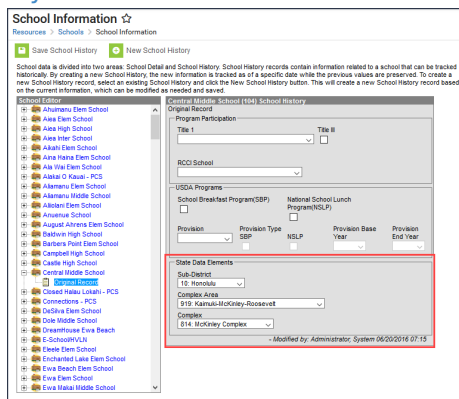 School Information ☆
Resources > Schools > School Information
Save School History New School History
School data is divided into two areas: School Detail and School History. School History records contain information related to a school that can be tracked
historically. By creating a new School History, the new information is tracked as of a specific date while the previous values are preserved. To create a
new School History record, select an existing School History and click the New School History button. This will create a new School History record based
on the current information, which can be modified as needed and saved.
School Editor
Ahuimanu Elem School
Aiea Elem School
Aiea High School
Aiea Inter School
Aikahi Elem School
Aina Haina Elem School
Ala Wai Elem School
Alakai O Kauai - PCS
Aliamanu Elem School
Aliamanu Middle School
Aliiolani Elem School
Anuenue School
August Ahrens Elem School
Baldwin High School
Barbers Point Elem School
Campbell High School
Castle High School
Central Middle School
Original Record
Closed Halau Lokahi - PCS
Connections - PCS
DeSilva Elem School
Dole Middle School
DreamHouse Ewa Beach
E-School/HVLN
Eleele Elem School
Enchanted Lake Elem School
Ewa Beach Elem School
Ewa Elem School
Ewa Makai Middle School
Central Middle School (104) School History
Original Record
Program Participation
Title 1 Title III
RCCI School
USDA Programs
School Breakfast Program(SBP) National School Lunch
Program(NSLP)
Provision Provision Type Provision Base Provision
SBP NSLP Year End Year
State Data Elements
Sub-District
10: Honolulu
Complex Area
919: Kaimuki-McKinley-Roosevelt
Complex
814: McKinley Complex
- Modified by: Administrator, System 06/20/2016 07:15